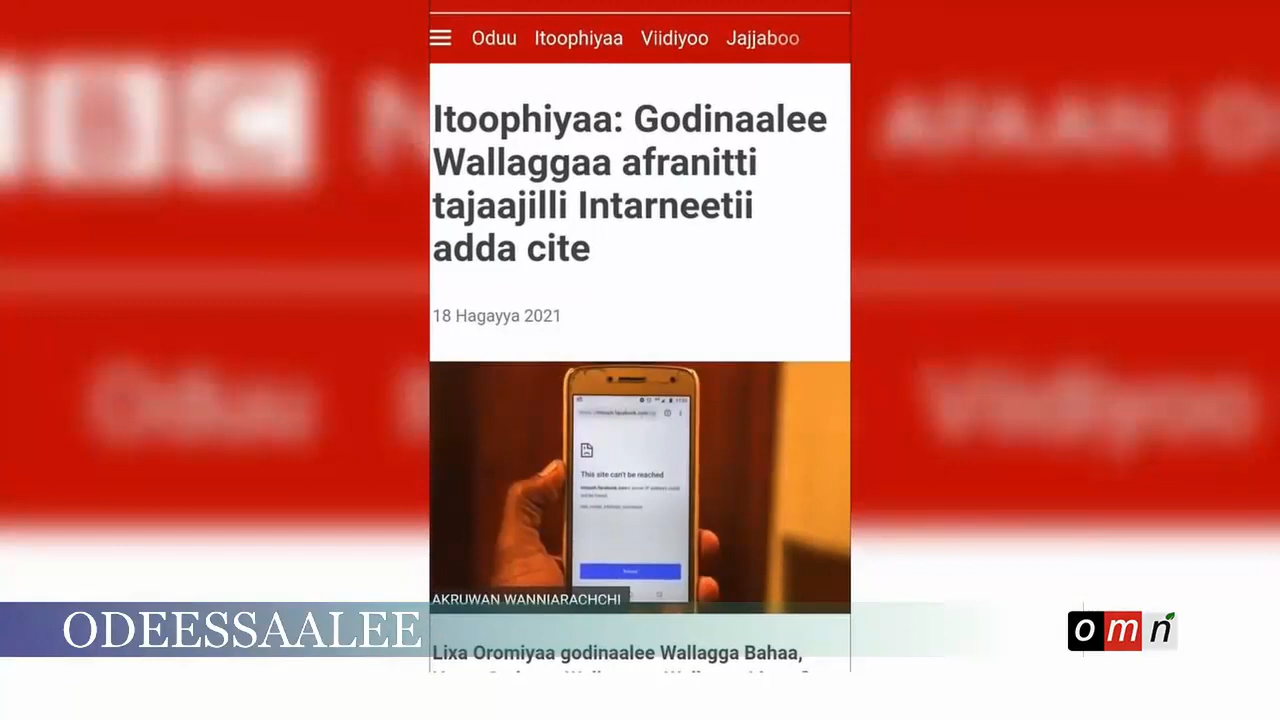 Oduu Itoophiyaa Viidiyoo Jajjaboo
Itoophiyaa: Godinaalee
Wallaggaa afranitti
tajaajilli Intarneetii
adda cite
18 Hagayya 2021
This site can't be reached
AKRUWAN WANNIARACHCHI
ODEESSAALEE
omn
Lixa Oromiyaa godinaalee Wallagga Bahaa,